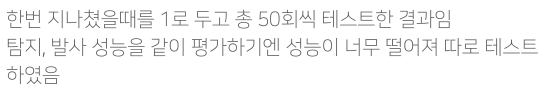 한번 지나쳤을때를 1로 두고 총 50회씩 테스트한 결과임
탐지, 발사 성능을 같이 평가하기엔 성능이 너무 떨어져 따로 테스트
하였음